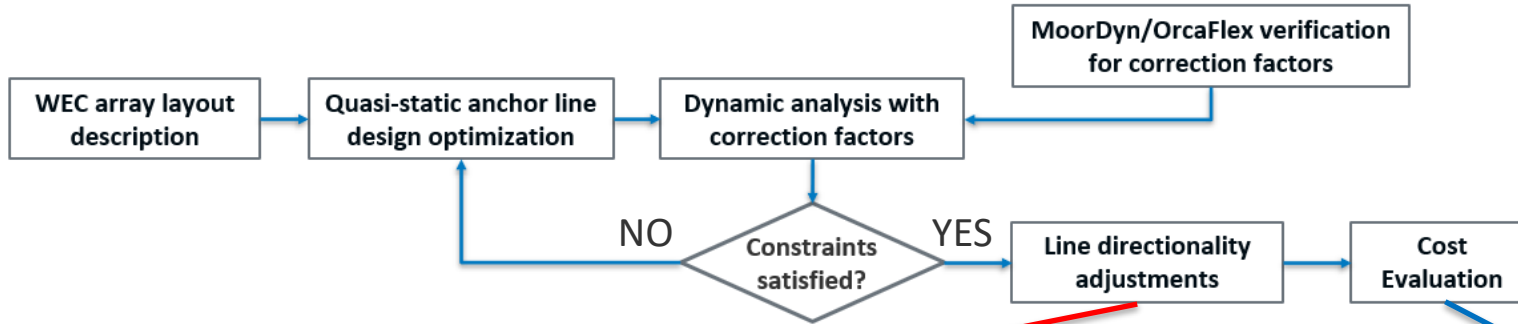 MoorDyn/OrcaFlex verification
for correction factors
WEC array layout
description
Quasi-static anchor line
design optimization
Dynamic analysis with
correction factors
NO
Constraints
satisfied?
YES
Line directionality
adjustments
Cost
Evaluation